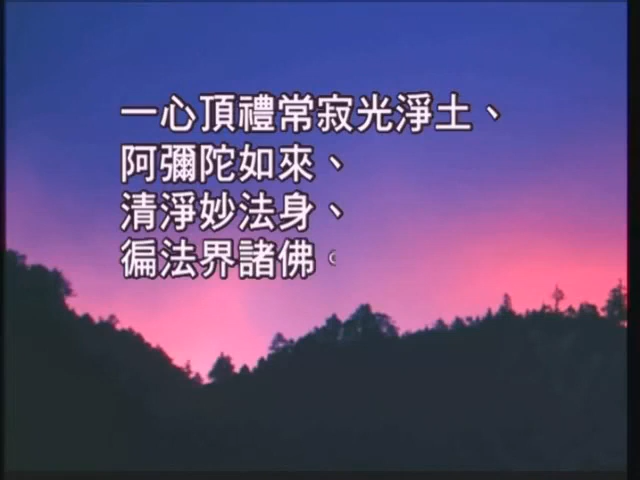 一心頂禮常寂光淨土、
阿彌陀如來、
清淨妙法身、
徧法界諸佛。